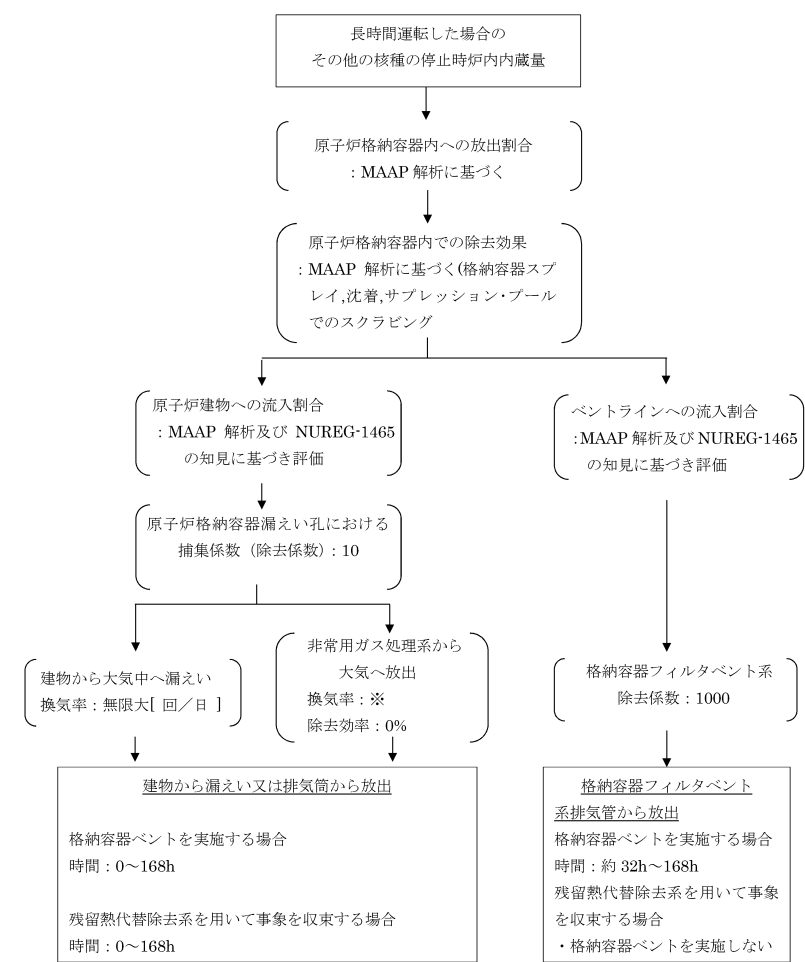 長時間運転した場合の
その他の核種の停止時炉内内蔵量
原子炉格納容器内への放出割合
：MAAP 解析に基づく
原子炉格納容器内での除去効果
：MAAP 解析に基づく(格納容器スプ
レイ,沈着,サプレッション・プール
でのスクラビング
原子炉建物への流入割合
：MAAP 解析及び NUREG-1465
の知見に基づき評価
ベントラインへの流入割合
：MAAP 解析及び NUREG-1465
の知見に基づき評価
原子炉格納容器漏えい孔における
捕集係数（除去係数）：10
建物から大気中へ漏えい
換気率：無限大[ 回／日 ]
非常用ガス処理系から
大気へ放出
換気率：※
除去効率：0%
格納容器フィルタベント系
除去係数：1000
建物から漏えい又は排気筒から放出
格納容器ベントを実施する場合
時間：0～168h
残留熱代替除去系を用いて事象を収束する場合
時間：0～168h
格納容器フィルタベント
系排気管から放出
格納容器ベントを実施する場合
時間：約 32h～168h
残留熱代替除去系を用いて事象
を収束する場合
・格納容器ベントを実施しない